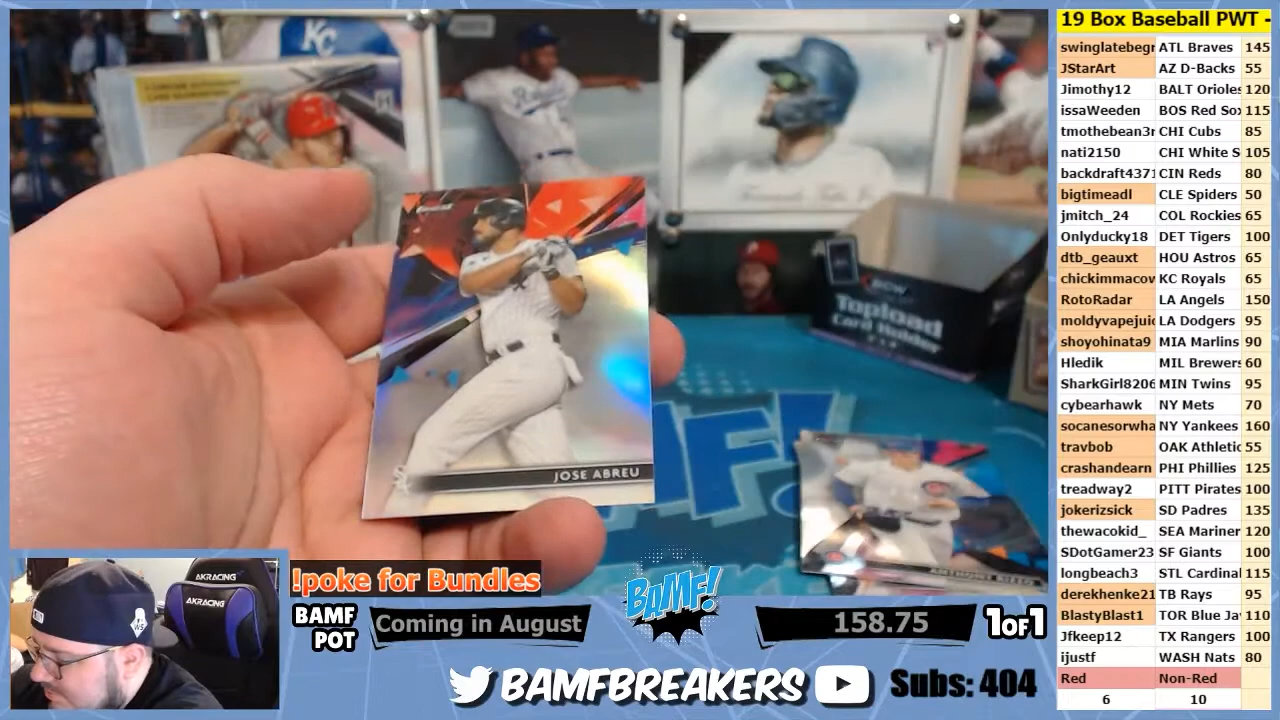 19 Box Baseball PWT -
swinglatebegr ATL Braves 145
JStarArt AZ D-Backs 55
Jimothy12 BALT Orioles 120
issaWeeden BOS Red Sox 115
tmothebean3r CHI Cubs 85
nati2150 CHI White S 105
backdraft4371 CIN Reds 80
bigtimeadl CLE Spiders 50
jmitch_24 COL Rockies 65
Onlyducky18 DET Tigers 100
dtb_geauxt HOU Astros 65
chickimmacov KC Royals 65
RotoRadar LA Angels 150
moldyvapejuic LA Dodgers 95
shoyohinata9 MIA Marlins 90
Hledik MIL Brewers 60
SharkGirl8206 MIN Twins 95
cybearhawk NY Mets 70
socanesorwha NY Yankees 160
travbob OAK Athletic 55
crashandearn PHI Phillies 125
treadway2 PITT Pirates 100
jokerizsick SD Padres 135
thewacokid_ SEA Mariner 120
SDotGamer23 SF Giants 100
longbeach3 STL Cardinal 115
derekhenke21 TB Rays 95
BlastyBlast1 TOR Blue Ja 110
Jfkeep12 TX Rangers 100
ijustf WASH Nats 80
Red Non-Red
6 10
KC
BCW
Topload
Card Holder
JOSE ABREU
ANTHONY RIZZO
AKRACING
AKRACING
!poke for Bundles
BAMF
POT
Coming in August
BAMF!
158.75
1OF1
BAMFBREAKERS
Subs: 404